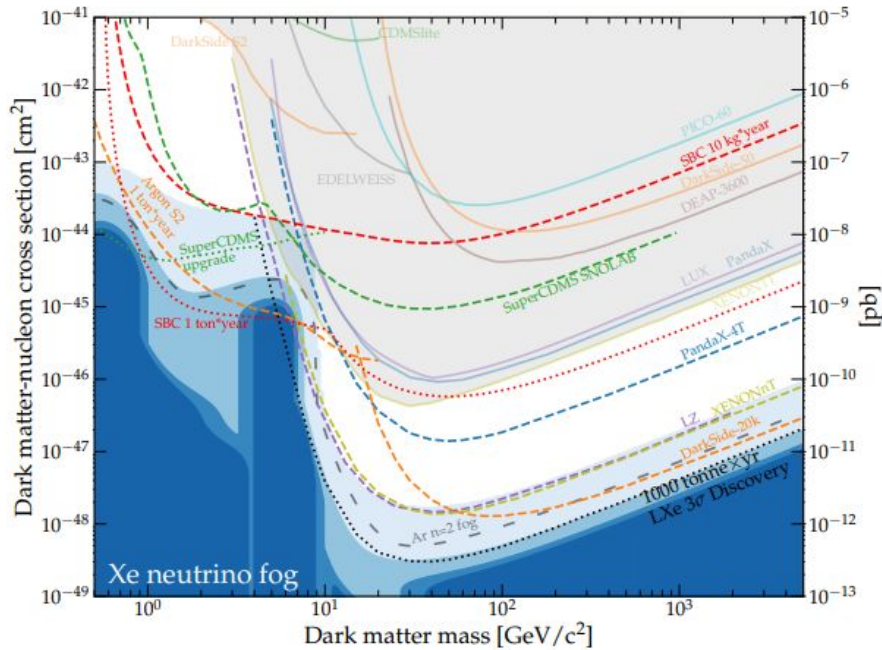 10⁻⁴¹
10⁻⁴²
10⁻⁴³
10⁻⁴⁴
10⁻⁴⁵
10⁻⁴⁶
10⁻⁴⁷
10⁻⁴⁸
10⁻⁴⁹
Dark matter-nucleon cross section [cm²]
DarkSide S2
CDMSlite
PICO-60
SBC 10 kg*year
DarkSide-50
DEAP-3600
EDELWEISS
Argon S2
1 ton*year
SuperCDMS
upgrade
SuperCDMS SNOLAB
LUX
PandaX
XENON1T
SBC 1 ton*year
PandaX-4T
LZ
XENONnT
DarkSide-20k
1000 tonne×yr
LXe 3σ Discovery
Ar n=2 fog
Xe neutrino fog
10⁻⁵
10⁻⁶
10⁻⁷
10⁻⁸
10⁻⁹
10⁻¹⁰
10⁻¹¹
10⁻¹²
10⁻¹³
[pb]
10⁰
10¹
10²
10³
Dark matter mass [GeV/c²]